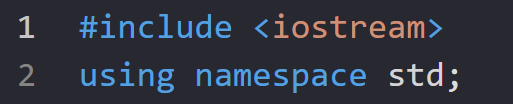 1 #include <iostream>
2 using namespace std;